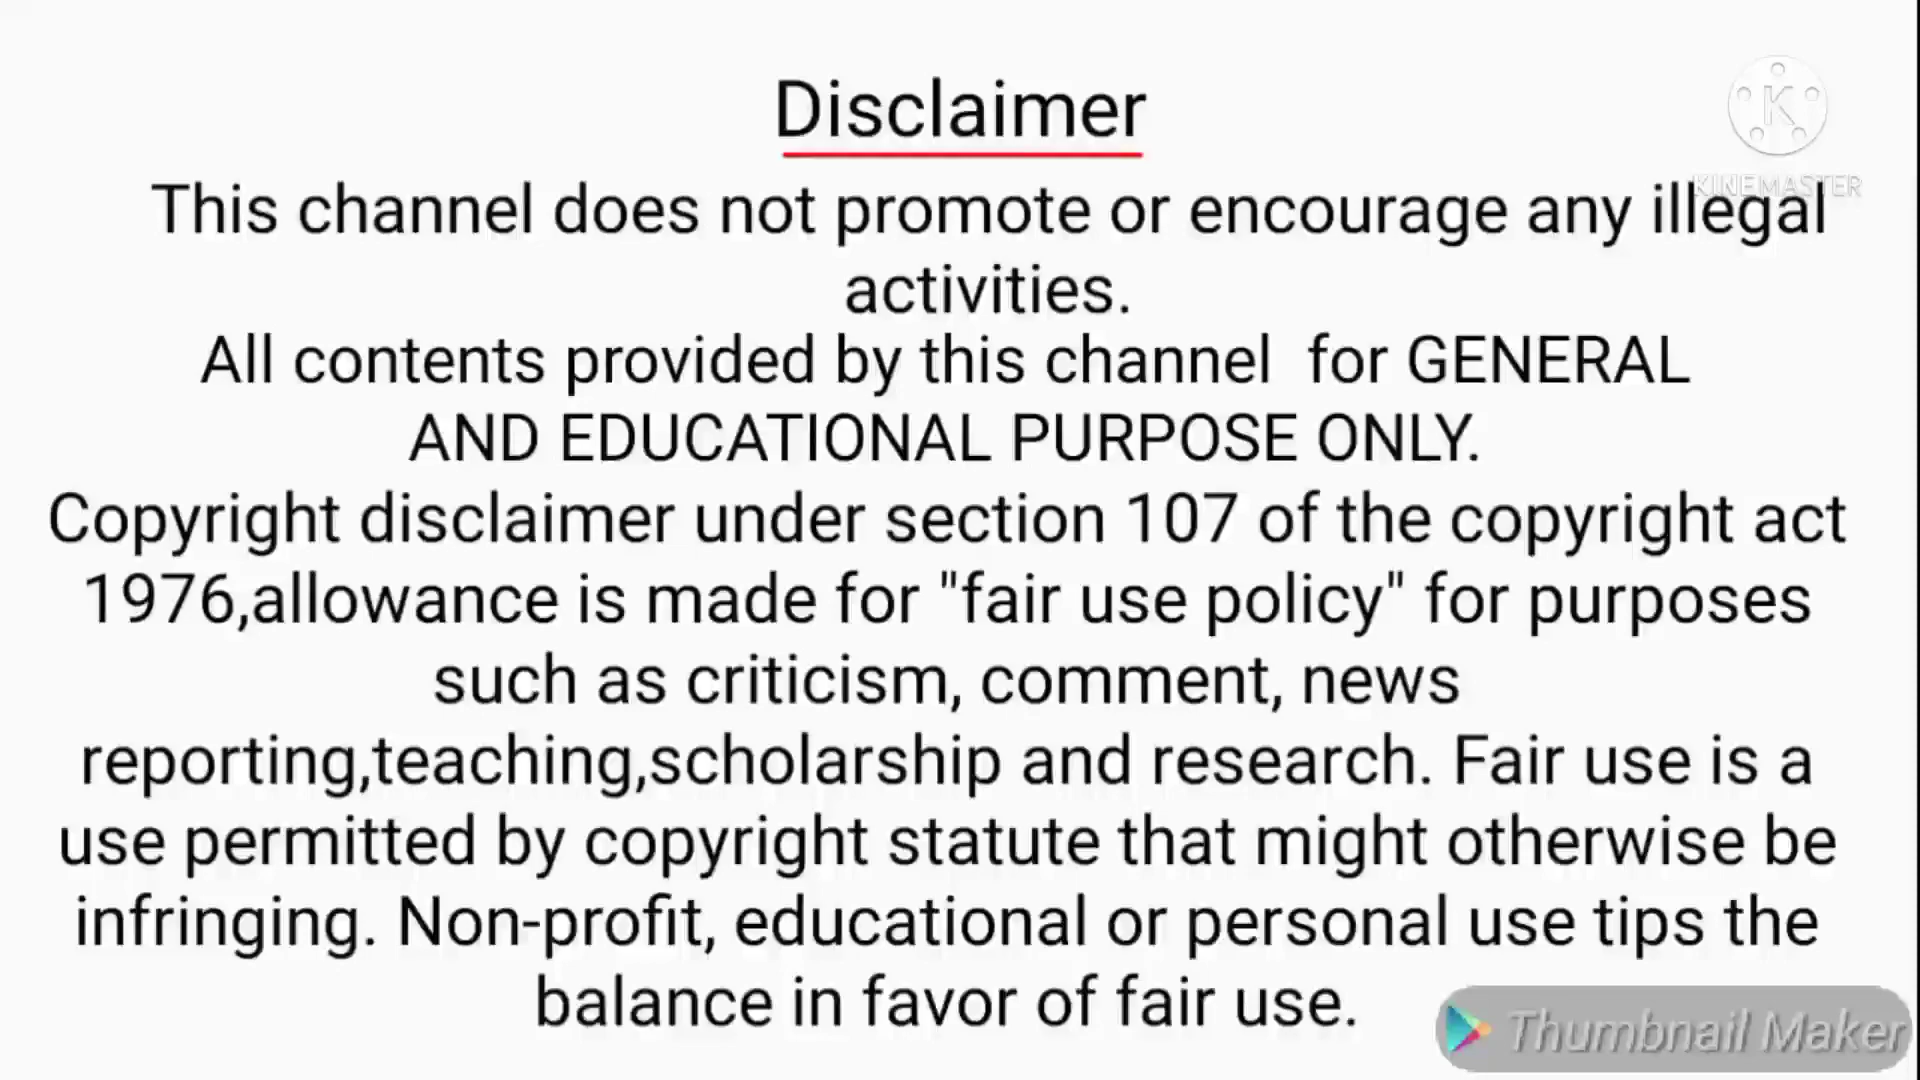 Disclaimer
KINEMASTER
This channel does not promote or encourage any illegal
activities.
All contents provided by this channel  for GENERAL
AND EDUCATIONAL PURPOSE ONLY.
Copyright disclaimer under section 107 of the copyright act
1976,allowance is made for "fair use policy" for purposes
such as criticism, comment, news
reporting,teaching,scholarship and research. Fair use is a
use permitted by copyright statute that might otherwise be
infringing. Non-profit, educational or personal use tips the
balance in favor of fair use.
Thumbnail Maker